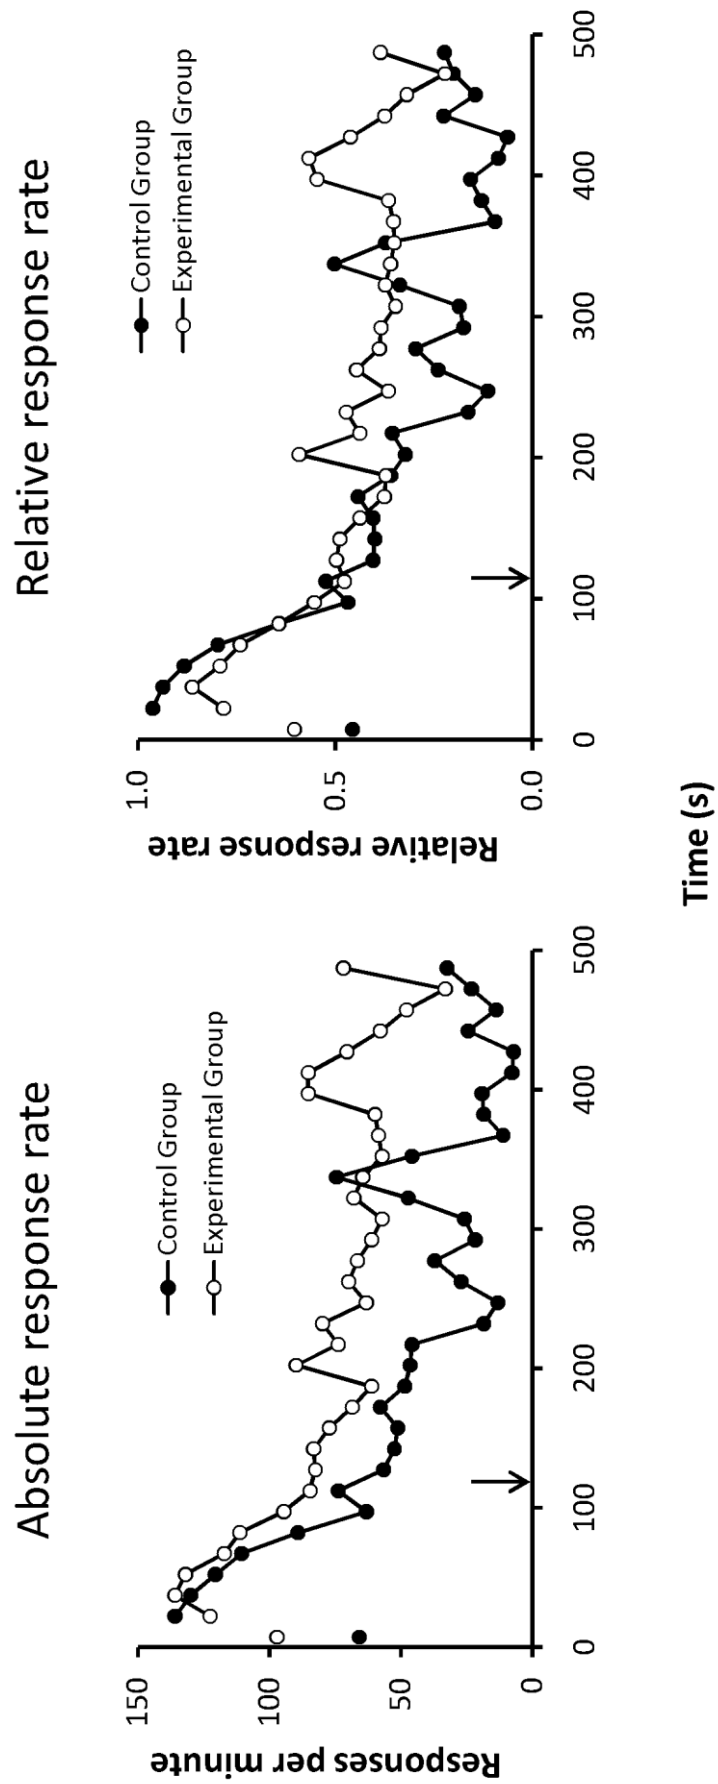 Absolute response rate
Control Group
Experimental Group
Responses per minute
150
100
50
0
0
100
200
300
400
500
Relative response rate
Control Group
Experimental Group
Relative response rate
1.0
0.5
0.0
0
100
200
300
400
500
Time (s)